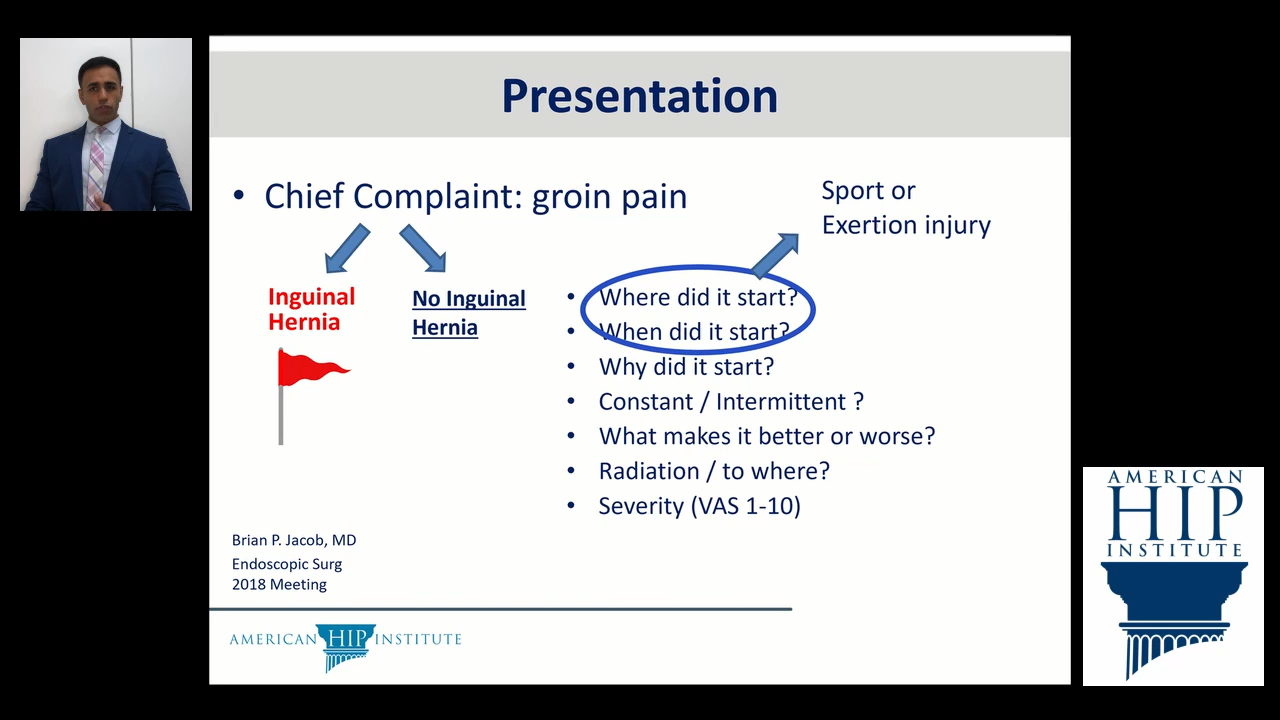 Presentation
• Chief Complaint: groin pain
Sport or
Exertion injury
Inguinal
Hernia
No Inguinal
Hernia
• Where did it start?
• When did it start?
• Why did it start?
• Constant / Intermittent ?
• What makes it better or worse?
• Radiation / to where?
• Severity (VAS 1-10)
Brian P. Jacob, MD
Endoscopic Surg
2018 Meeting
AMERICAN HIP INSTITUTE
AMERICAN
HIP
INSTITUTE